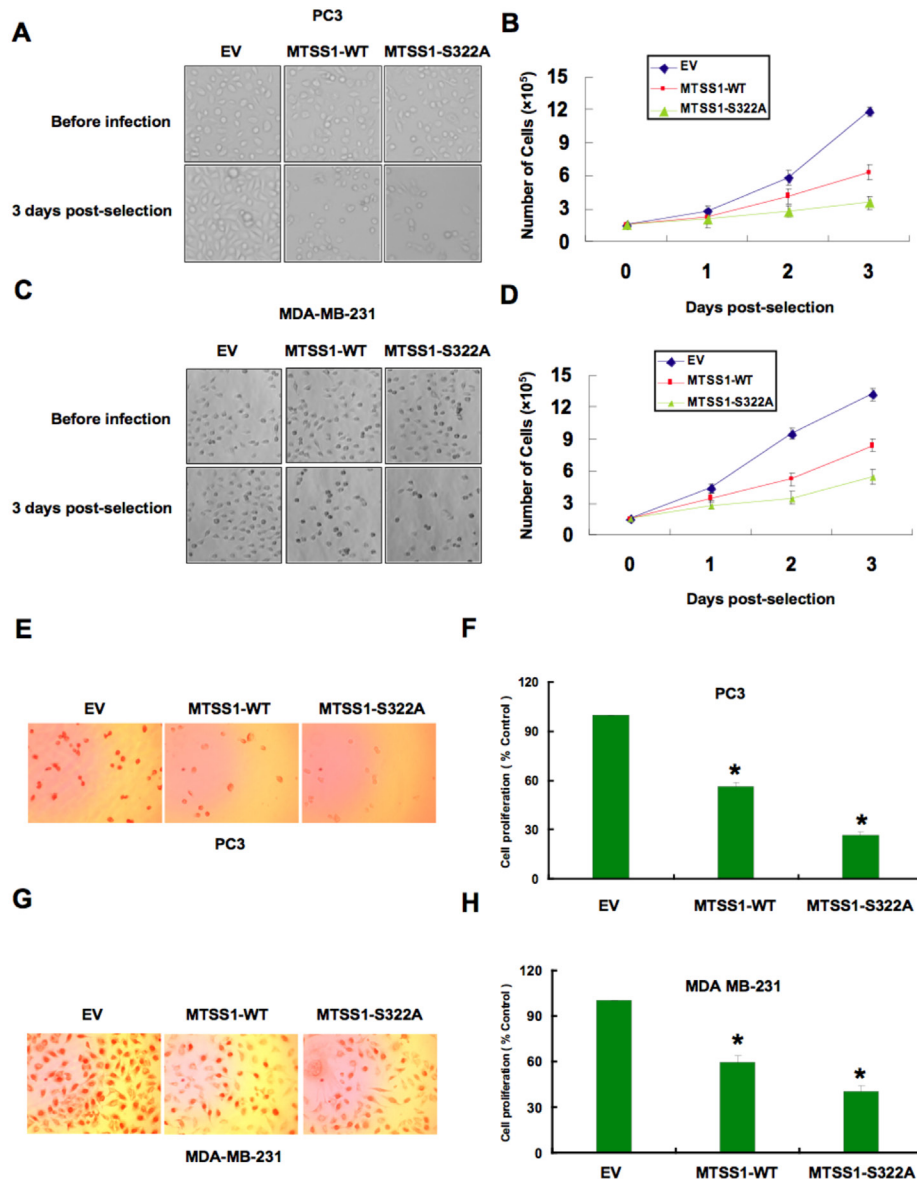 A
PC3
EV MTSS1-WT MTSS1-S322A
Before infection
3 days post-selection
B
EV
MTSS1-WT
MTSS1-S322A
Number of Cells (×10⁵)
15
12
9
6
3
0
0 1 2 3
Days post-selection
C
MDA-MB-231
EV MTSS1-WT MTSS1-S322A
Before infection
3 days post-selection
D
EV
MTSS1-WT
MTSS1-S322A
Number of Cells (×10⁵)
15
12
9
6
3
0
0 1 2 3
Days post-selection
E
EV MTSS1-WT MTSS1-S322A
PC3
F
PC3
Cell proliferation ( % Control )
120
90
60
30
0
* *
EV MTSS1-WT MTSS1-S322A
G
EV MTSS1-WT MTSS1-S322A
MDA-MB-231
H
MDA MB-231
Cell proliferation ( % Control )
120
90
60
30
0
* *
EV MTSS1-WT MTSS1-S322A